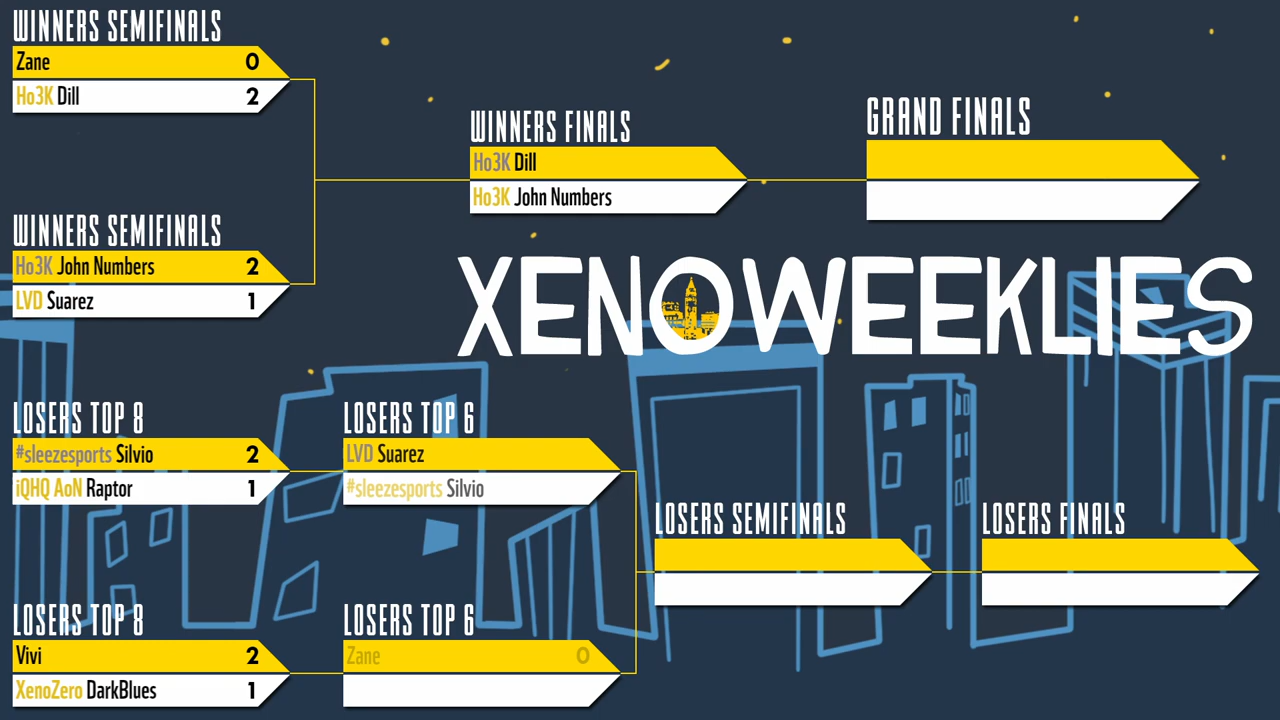 WINNERS SEMIFINALS
Zane 0
Ho3K Dill 2
WINNERS FINALS
Ho3K Dill
Ho3K John Numbers
GRAND FINALS
WINNERS SEMIFINALS
Ho3K John Numbers 2
LVD Suarez 1
XENOWEEKLIES
LOSERS TOP 8
#sleezesports Silvio 2
iQHQ AoN Raptor 1
LOSERS TOP 6
LVD Suarez
#sleezesports Silvio
LOSERS SEMIFINALS
LOSERS FINALS
LOSERS TOP 8
Vivi 2
XenoZero DarkBlues 1
LOSERS TOP 6
Zane 0